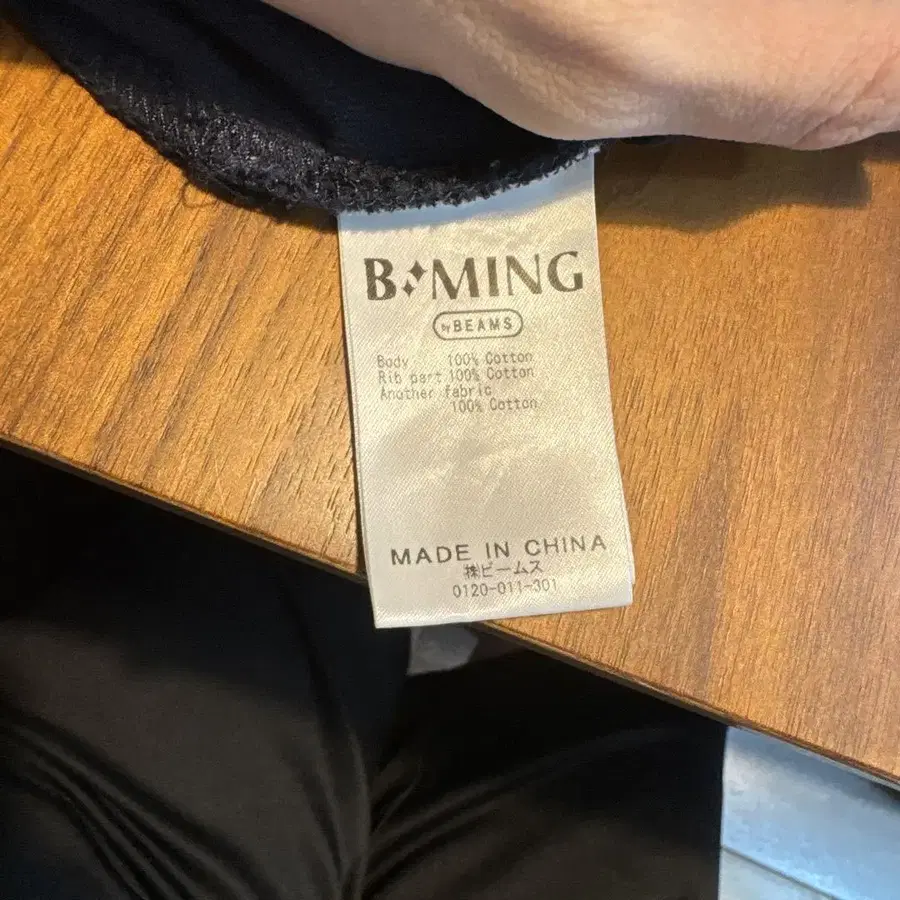 B MING
by BEAMS
Body 100% Cotton
Rib part 100% Cotton
Another fabric
100% Cotton
MADE IN CHINA
㈱ビームス
0120-011-301